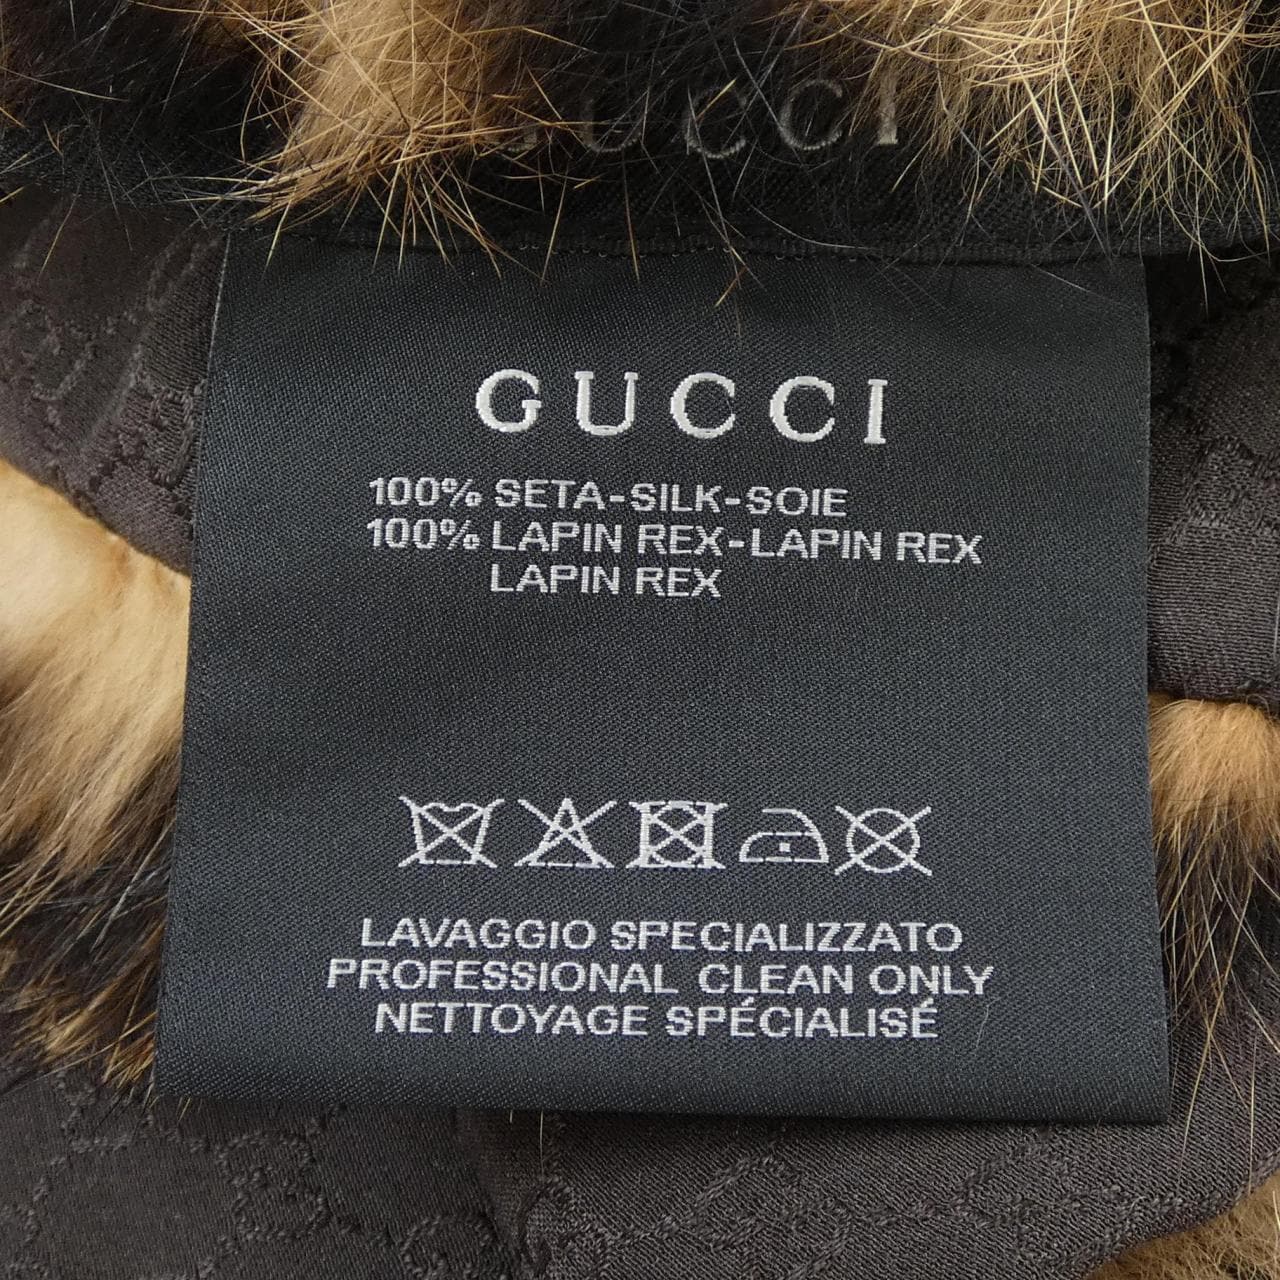 GUCCI
GUCCI
100% SETA-SILK-SOIE
100% LAPIN REX-LAPIN REX
LAPIN REX
LAVAGGIO SPECIALIZZATO
PROFESSIONAL CLEAN ONLY
NETTOYAGE SPÉCIALISÉ